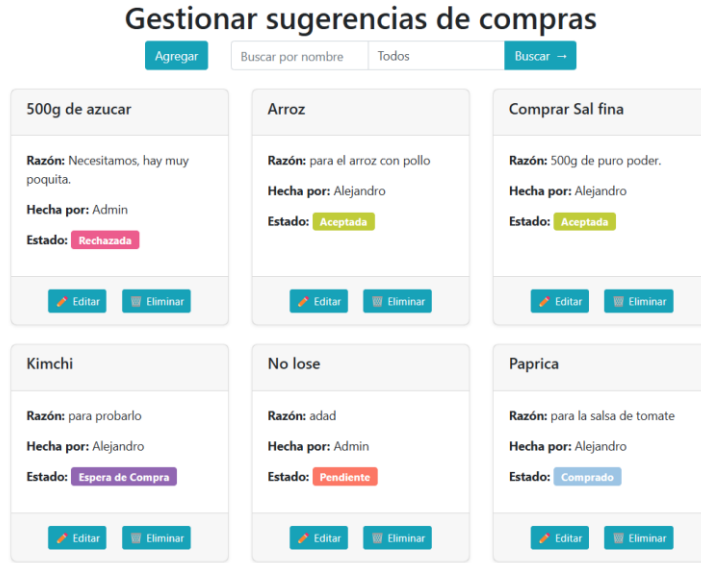 Gestionar sugerencias de compras
Agregar
Buscar por nombre
Todos
Buscar →
500g de azucar
Razón: Necesitamos, hay muy
poquita.
Hecha por: Admin
Estado: Rechazada
Editar
Eliminar
Arroz
Razón: para el arroz con pollo
Hecha por: Alejandro
Estado: Aceptada
Editar
Eliminar
Comprar Sal fina
Razón: 500g de puro poder.
Hecha por: Alejandro
Estado: Aceptada
Editar
Eliminar
Kimchi
Razón: para probarlo
Hecha por: Alejandro
Estado: Espera de Compra
Editar
Eliminar
No lose
Razón: adad
Hecha por: Admin
Estado: Pendiente
Editar
Eliminar
Paprica
Razón: para la salsa de tomate
Hecha por: Alejandro
Estado: Comprado
Editar
Eliminar